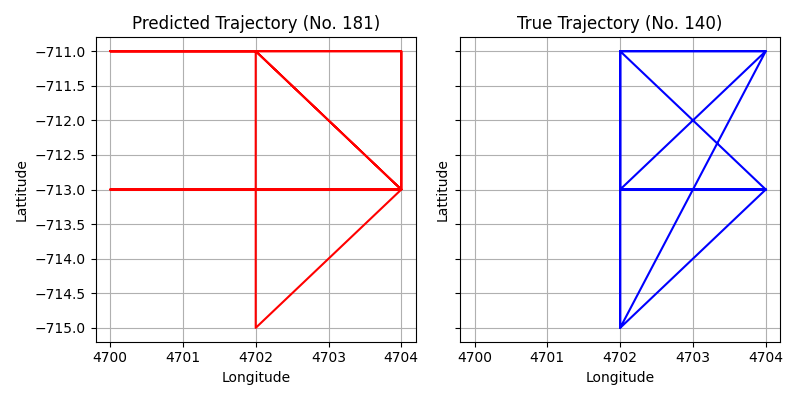 Predicted Trajectory (No. 181)
True Trajectory (No. 140)
−711.0
−711.5
−712.0
−712.5
−713.0
−713.5
−714.0
−714.5
−715.0
Lattitude
Lattitude
4700 4701 4702 4703 4704
4700 4701 4702 4703 4704
Longitude
Longitude